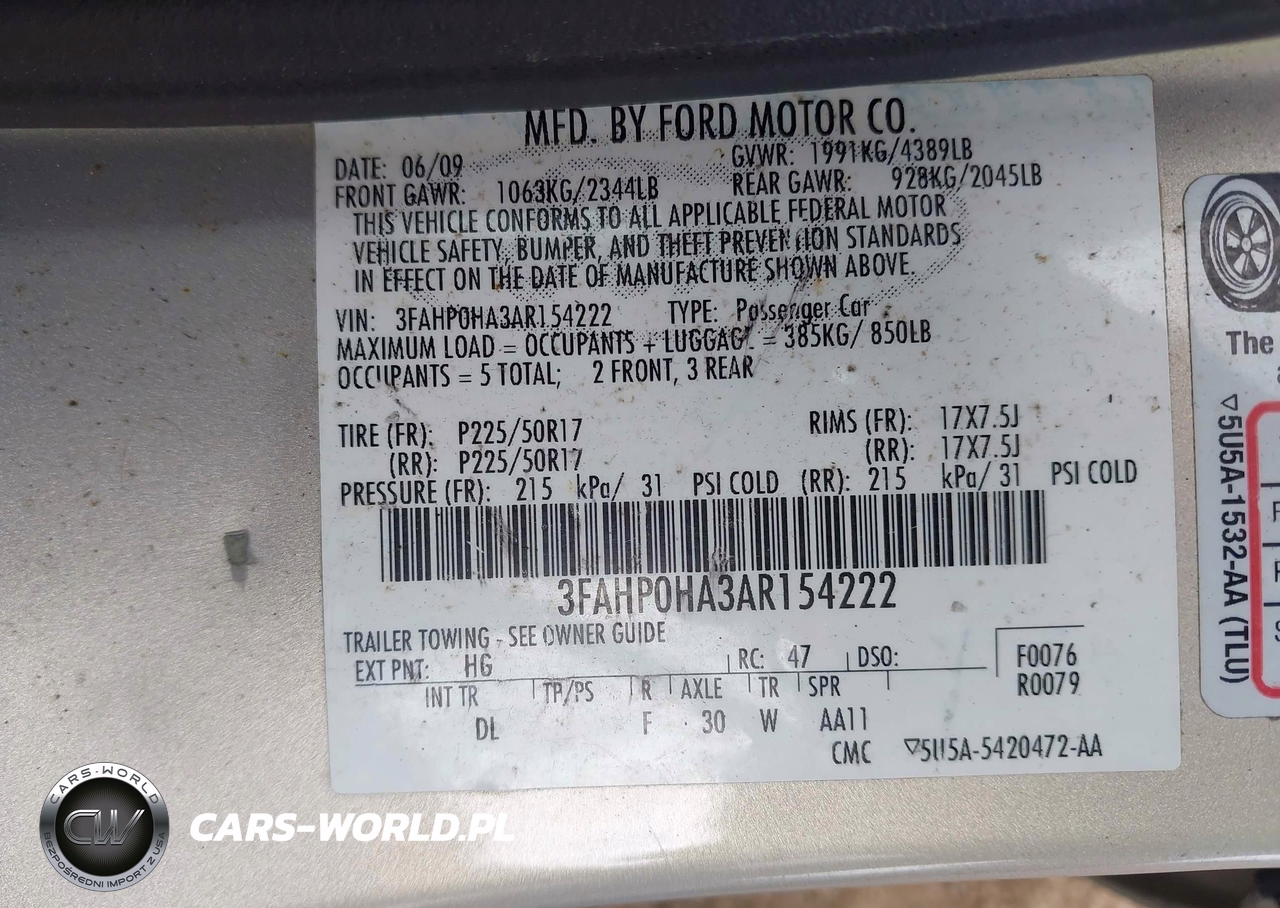 MFD. BY FORD MOTOR CO.
DATE: 06/09 GVWR: 1991KG/4389LB
FRONT GAWR: 1063KG/2344LB REAR GAWR: 928KG/2045LB
THIS VEHICLE CONFORMS TO ALL APPLICABLE FEDERAL MOTOR
VEHICLE SAFETY, BUMPER, AND THEFT PREVENTION STANDARDS
IN EFFECT ON THE DATE OF MANUFACTURE SHOWN ABOVE.
VIN: 3FAHP0HA3AR154222 TYPE: Passenger Car
MAXIMUM LOAD = OCCUPANTS + LUGGAGE = 385KG/ 850LB
OCCUPANTS = 5 TOTAL; 2 FRONT, 3 REAR
TIRE (FR): P225/50R17 RIMS (FR): 17X7.5J
(RR): P225/50R17 (RR): 17X7.5J
PRESSURE (FR): 215 kPa/ 31 PSI COLD (RR): 215 kPa/ 31 PSI COLD
3FAHP0HA3AR154222
TRAILER TOWING - SEE OWNER GUIDE
EXT PNT: HG RC: 47 DSO: F0076
R0079
INT TR TP/PS R AXLE TR SPR
DL F 30 W AA11
CMC ▽5U5A-5420472-AA
The
▽5U5A-1532-AA (TLU)
CARS-WORLD
CW
BEZPOŚREDNI IMPORT Z USA
CARS-WORLD.PL